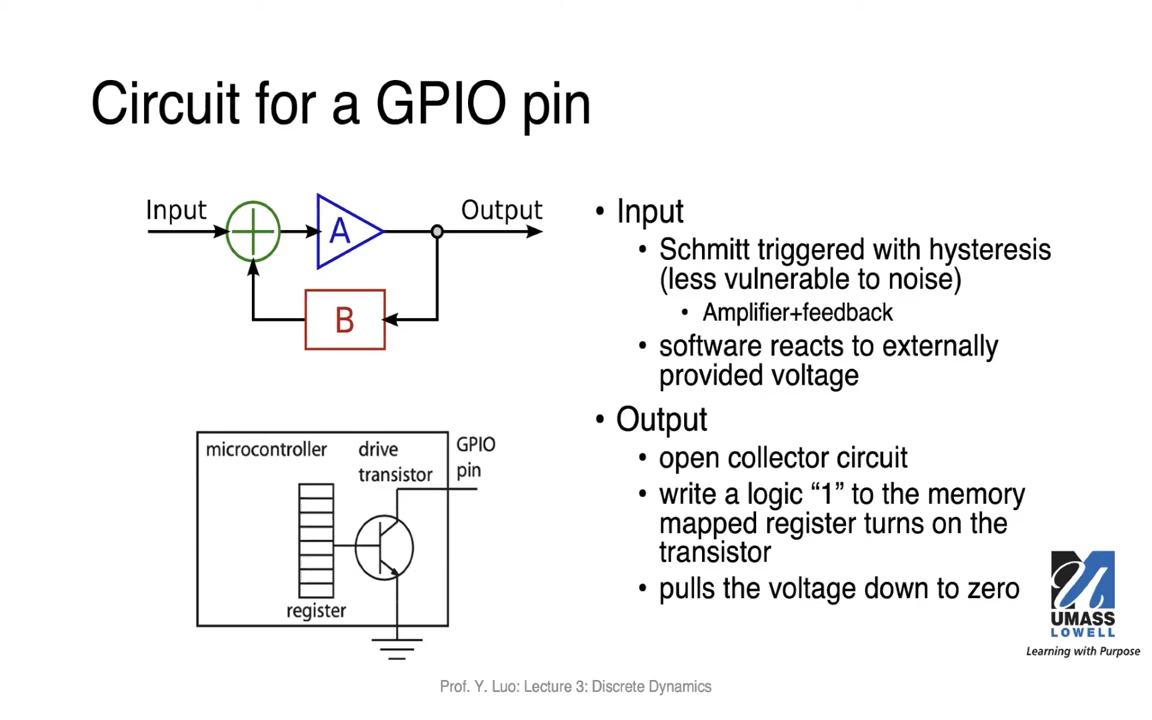 Circuit for a GPIO pin
Input
A
Output
B
microcontroller
drive
transistor
GPIO
pin
register
• Input
• Schmitt triggered with hysteresis
(less vulnerable to noise)
• Amplifier+feedback
• software reacts to externally
provided voltage
• Output
• open collector circuit
• write a logic “1” to the memory
mapped register turns on the
transistor
• pulls the voltage down to zero
UMASS
LOWELL
Learning with Purpose
Prof. Y. Luo: Lecture 3: Discrete Dynamics